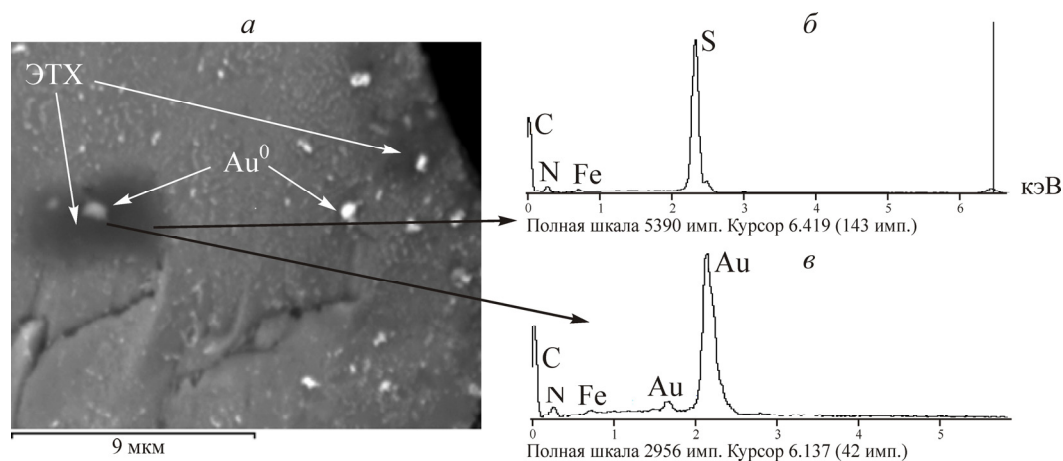 а
ЭТХ
Au⁰
9 мкм
б
S
C
N
Fe
кэВ
0 1 2 3 4 5 6
Полная шкала 5390 имп. Курсор 6.419 (143 имп.)
в
Au
C
N
Fe
Au
0 1 2 3 4 5
Полная шкала 2956 имп. Курсор 6.137 (42 имп.)